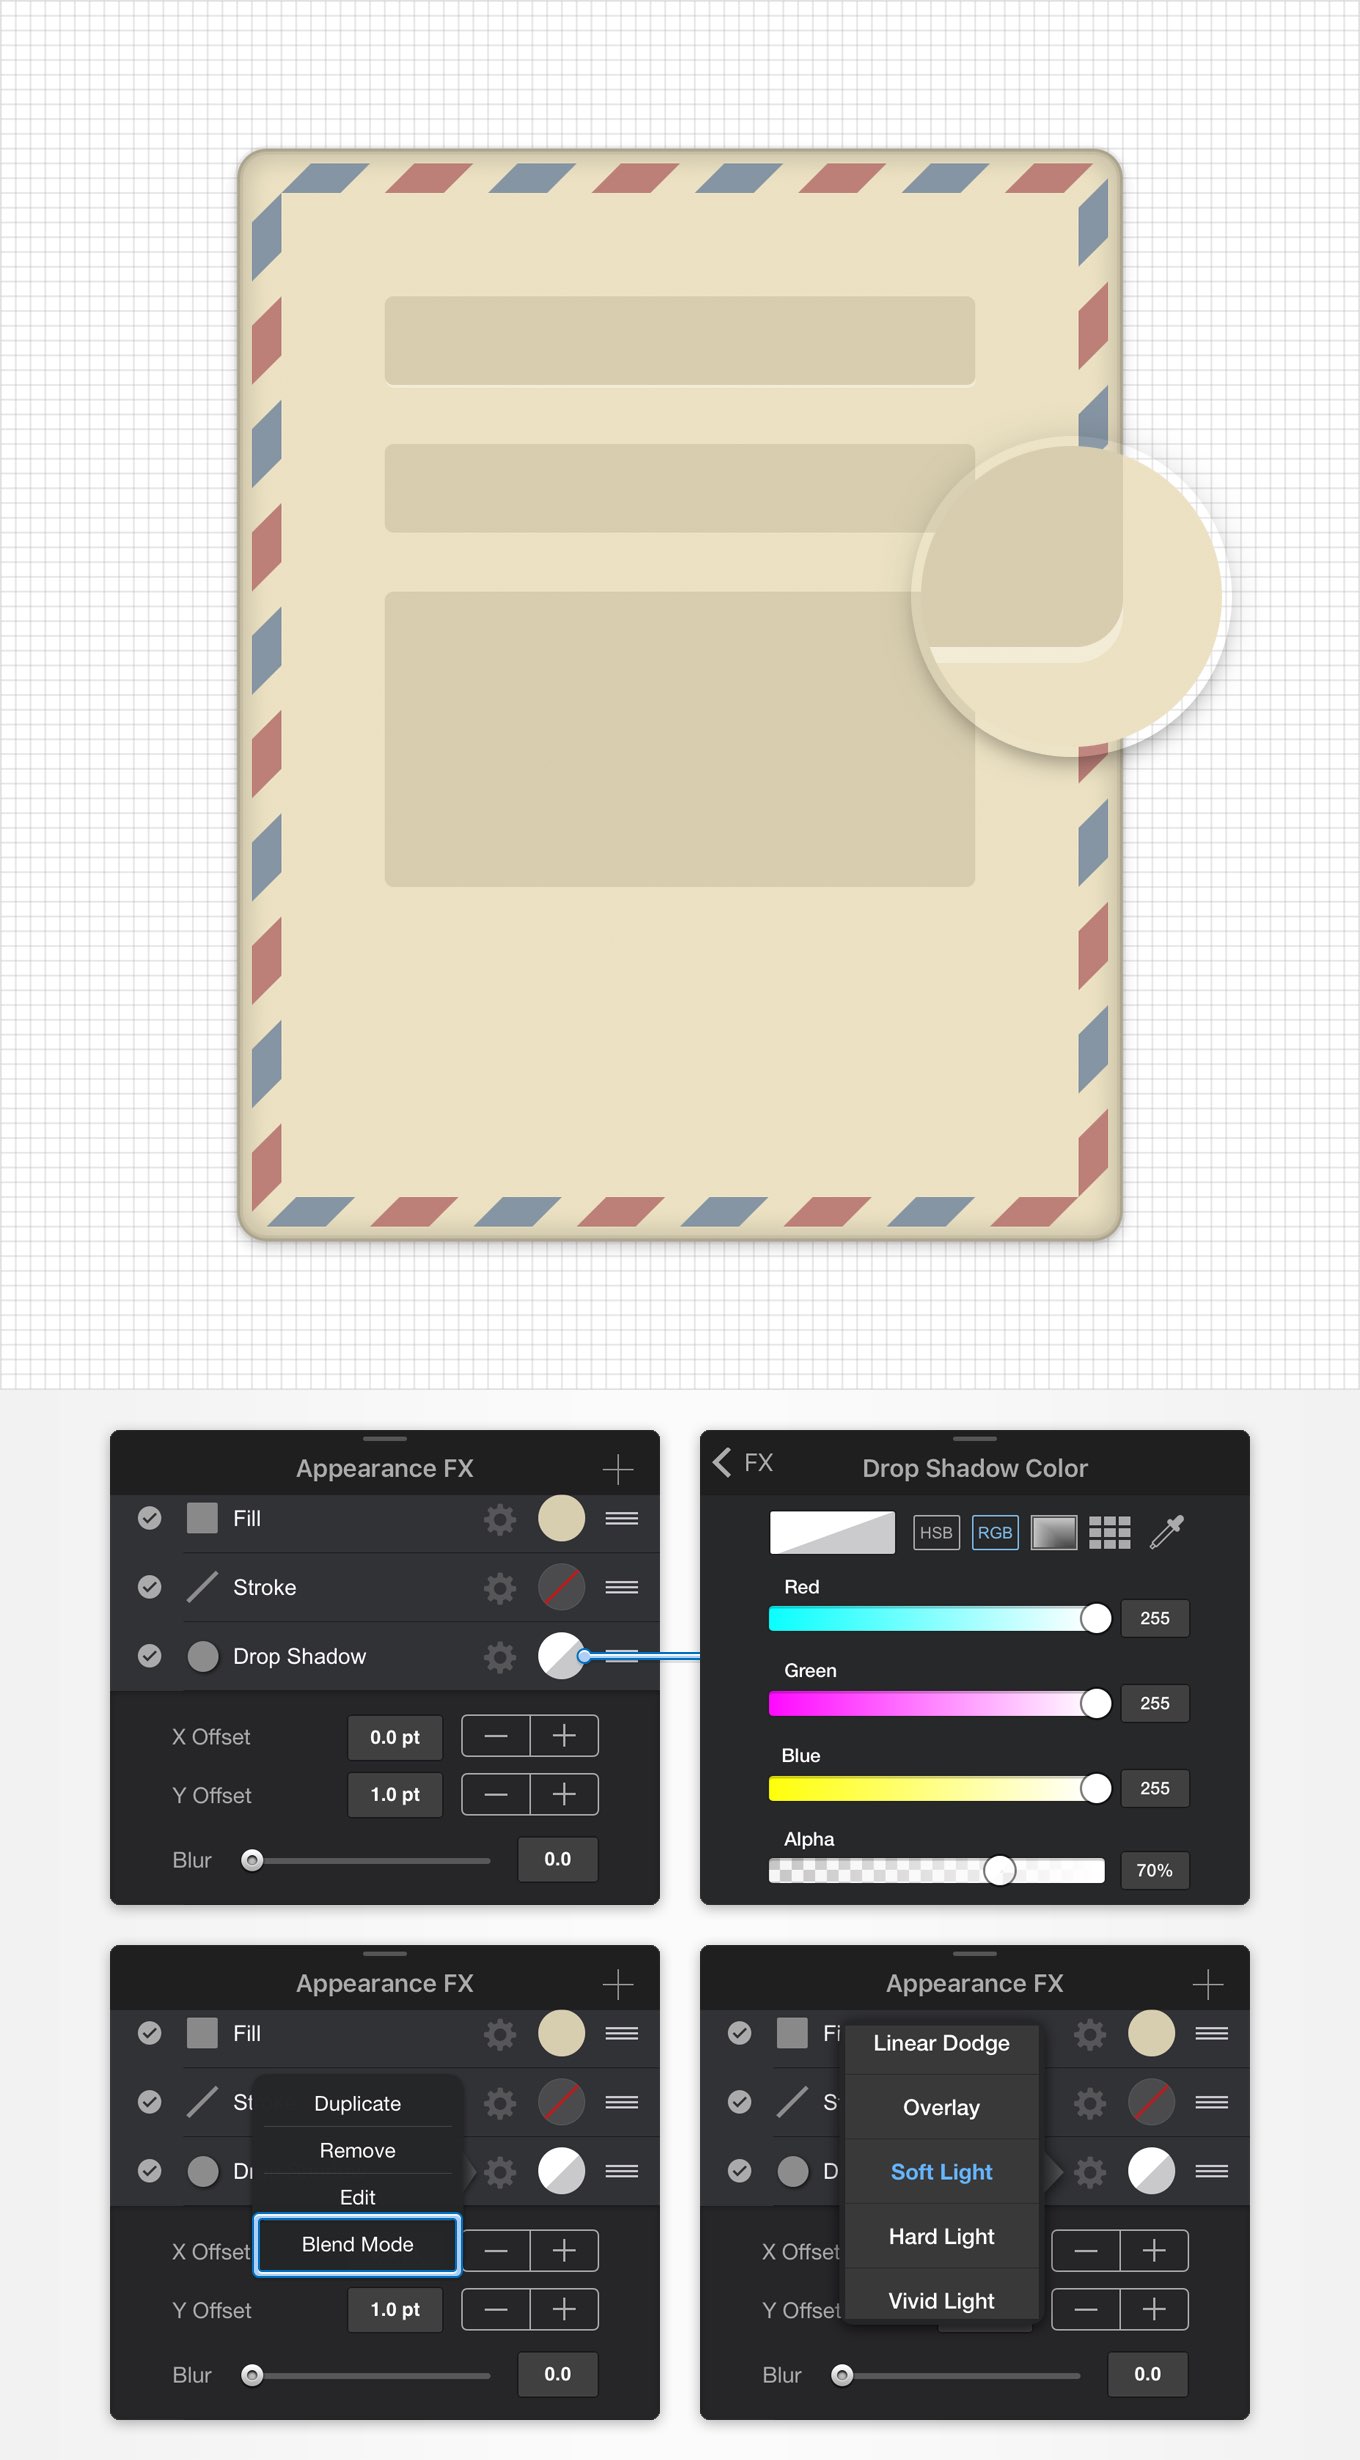 Appearance FX
Fill
Stroke
Drop Shadow
X Offset 0.0 pt
Y Offset 1.0 pt
Blur 0.0
FX Drop Shadow Color
HSB RGB
Red
255
Green
255
Blue
255
Alpha
70%
Appearance FX
Fill
St
Duplicate
Remove
Dr
Edit
Blend Mode
X Offset
Y Offset 1.0 pt
Blur 0.0
Appearance FX
Fi
Linear Dodge
S
Overlay
D
Soft Light
Hard Light
X Offset
Vivid Light
Y Offset
Blur 0.0